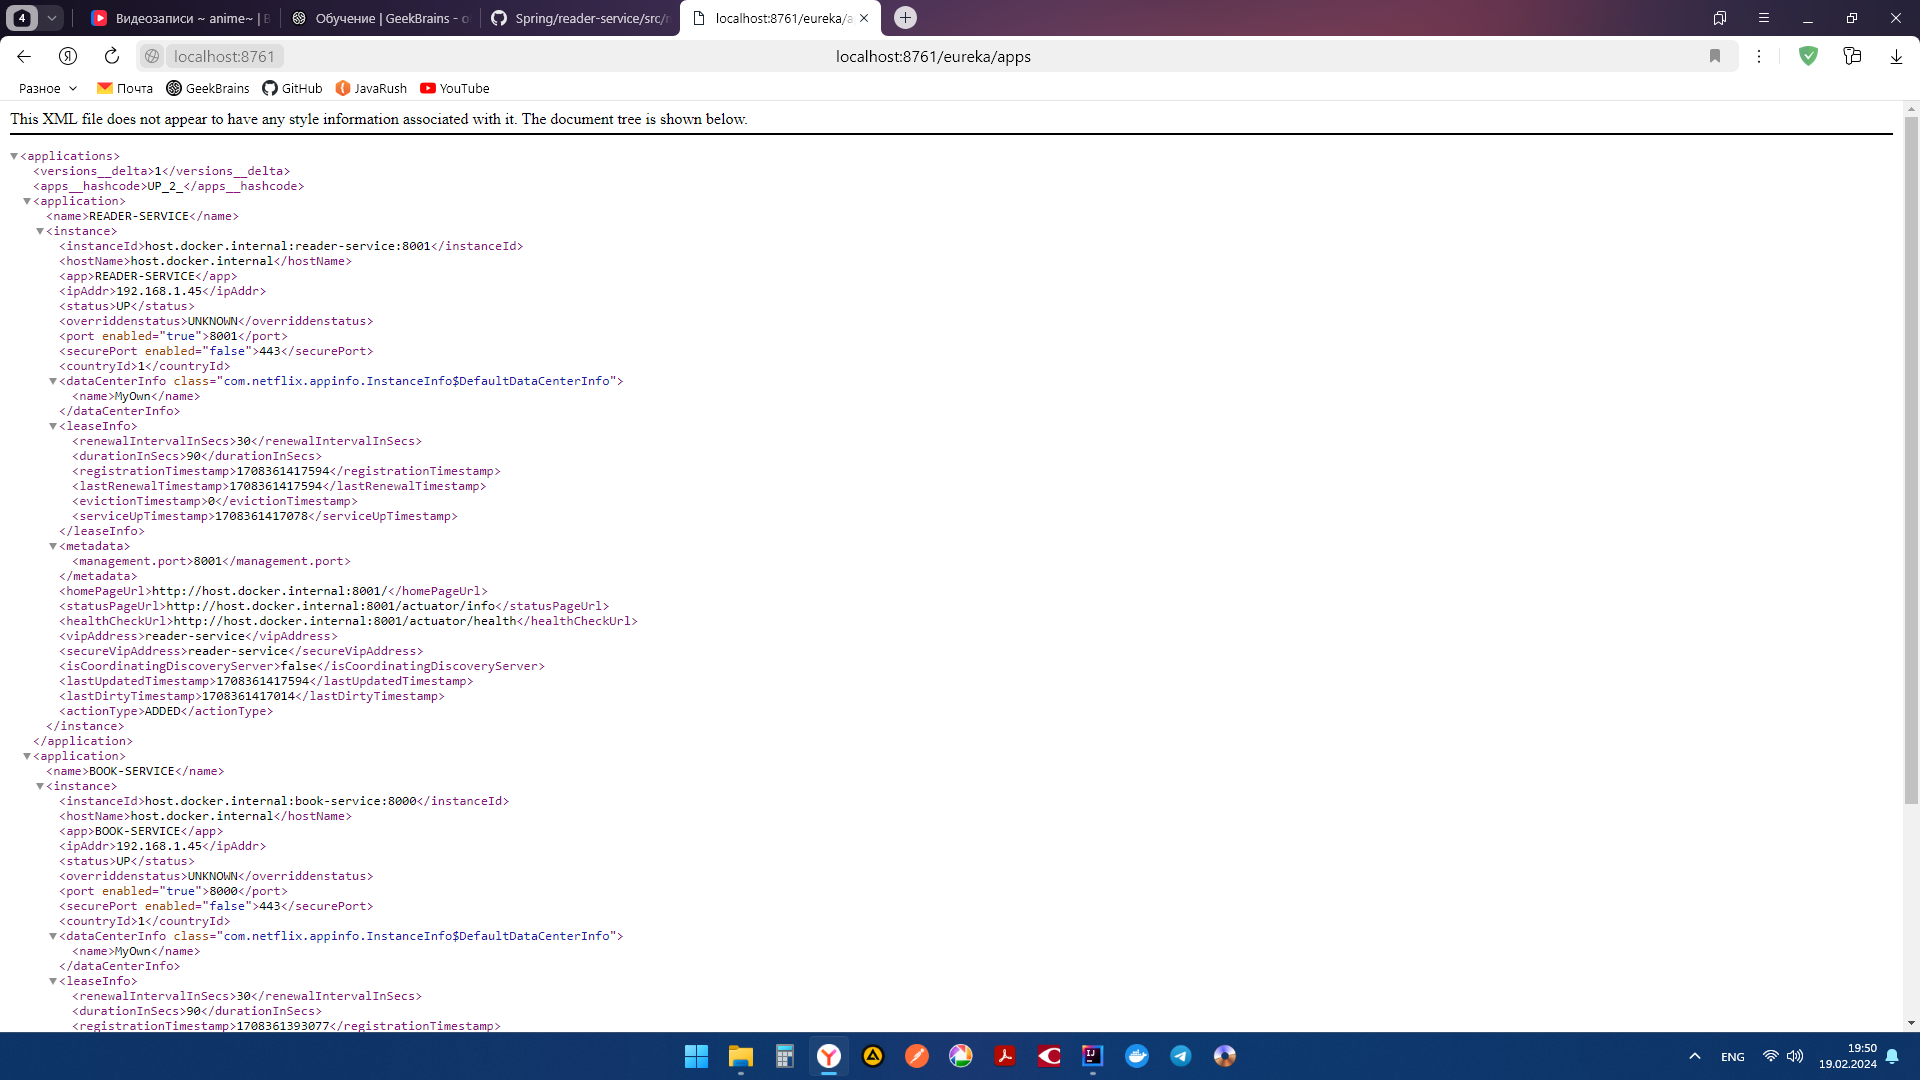 4
Видеозаписи ~ anime~ | В
Обучение | GeekBrains - о
Spring/reader-service/src/m
localhost:8761/eureka/a
localhost:8761
localhost:8761/eureka/apps
Разное
Почта
GeekBrains
GitHub
JavaRush
YouTube
This XML file does not appear to have any style information associated with it. The document tree is shown below.
<applications>
<versions__delta>1</versions__delta>
<apps__hashcode>UP_2_</apps__hashcode>
<application>
<name>READER-SERVICE</name>
<instance>
<instanceId>host.docker.internal:reader-service:8001</instanceId>
<hostName>host.docker.internal</hostName>
<app>READER-SERVICE</app>
<ipAddr>192.168.1.45</ipAddr>
<status>UP</status>
<overriddenstatus>UNKNOWN</overriddenstatus>
<port enabled="true">8001</port>
<securePort enabled="false">443</securePort>
<countryId>1</countryId>
<dataCenterInfo class="com.netflix.appinfo.InstanceInfo$DefaultDataCenterInfo">
<name>MyOwn</name>
</dataCenterInfo>
<leaseInfo>
<renewalIntervalInSecs>30</renewalIntervalInSecs>
<durationInSecs>90</durationInSecs>
<registrationTimestamp>1708361417594</registrationTimestamp>
<lastRenewalTimestamp>1708361417594</lastRenewalTimestamp>
<evictionTimestamp>0</evictionTimestamp>
<serviceUpTimestamp>1708361417078</serviceUpTimestamp>
</leaseInfo>
<metadata>
<management.port>8001</management.port>
</metadata>
<homePageUrl>http://host.docker.internal:8001/</homePageUrl>
<statusPageUrl>http://host.docker.internal:8001/actuator/info</statusPageUrl>
<healthCheckUrl>http://host.docker.internal:8001/actuator/health</healthCheckUrl>
<vipAddress>reader-service</vipAddress>
<secureVipAddress>reader-service</secureVipAddress>
<isCoordinatingDiscoveryServer>false</isCoordinatingDiscoveryServer>
<lastUpdatedTimestamp>1708361417594</lastUpdatedTimestamp>
<lastDirtyTimestamp>1708361417014</lastDirtyTimestamp>
<actionType>ADDED</actionType>
</instance>
</application>
<application>
<name>BOOK-SERVICE</name>
<instance>
<instanceId>host.docker.internal:book-service:8000</instanceId>
<hostName>host.docker.internal</hostName>
<app>BOOK-SERVICE</app>
<ipAddr>192.168.1.45</ipAddr>
<status>UP</status>
<overriddenstatus>UNKNOWN</overriddenstatus>
<port enabled="true">8000</port>
<securePort enabled="false">443</securePort>
<countryId>1</countryId>
<dataCenterInfo class="com.netflix.appinfo.InstanceInfo$DefaultDataCenterInfo">
<name>MyOwn</name>
</dataCenterInfo>
<leaseInfo>
<renewalIntervalInSecs>30</renewalIntervalInSecs>
<durationInSecs>90</durationInSecs>
<registrationTimestamp>1708361393077</registrationTimestamp>
ENG
19:50
19.02.2024